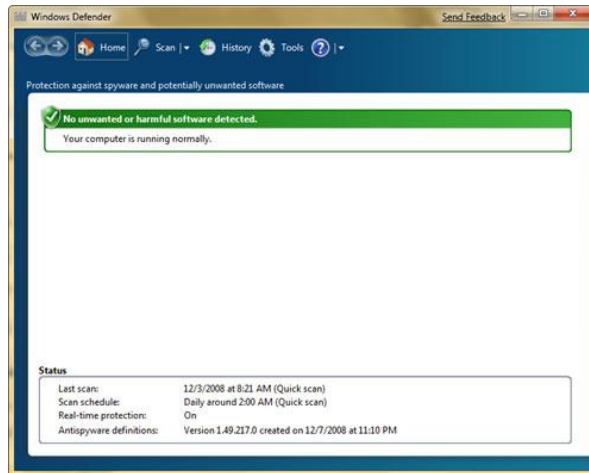 Windows Defender
Send Feedback
Home Scan History Tools ?
Protection against spyware and potentially unwanted software
No unwanted or harmful software detected.
Your computer is running normally.
Status
Last scan: 12/3/2008 at 8:21 AM (Quick scan)
Scan schedule: Daily around 2:00 AM (Quick scan)
Real-time protection: On
Antispyware definitions: Version 1.49.217.0 created on 12/7/2008 at 11:10 PM